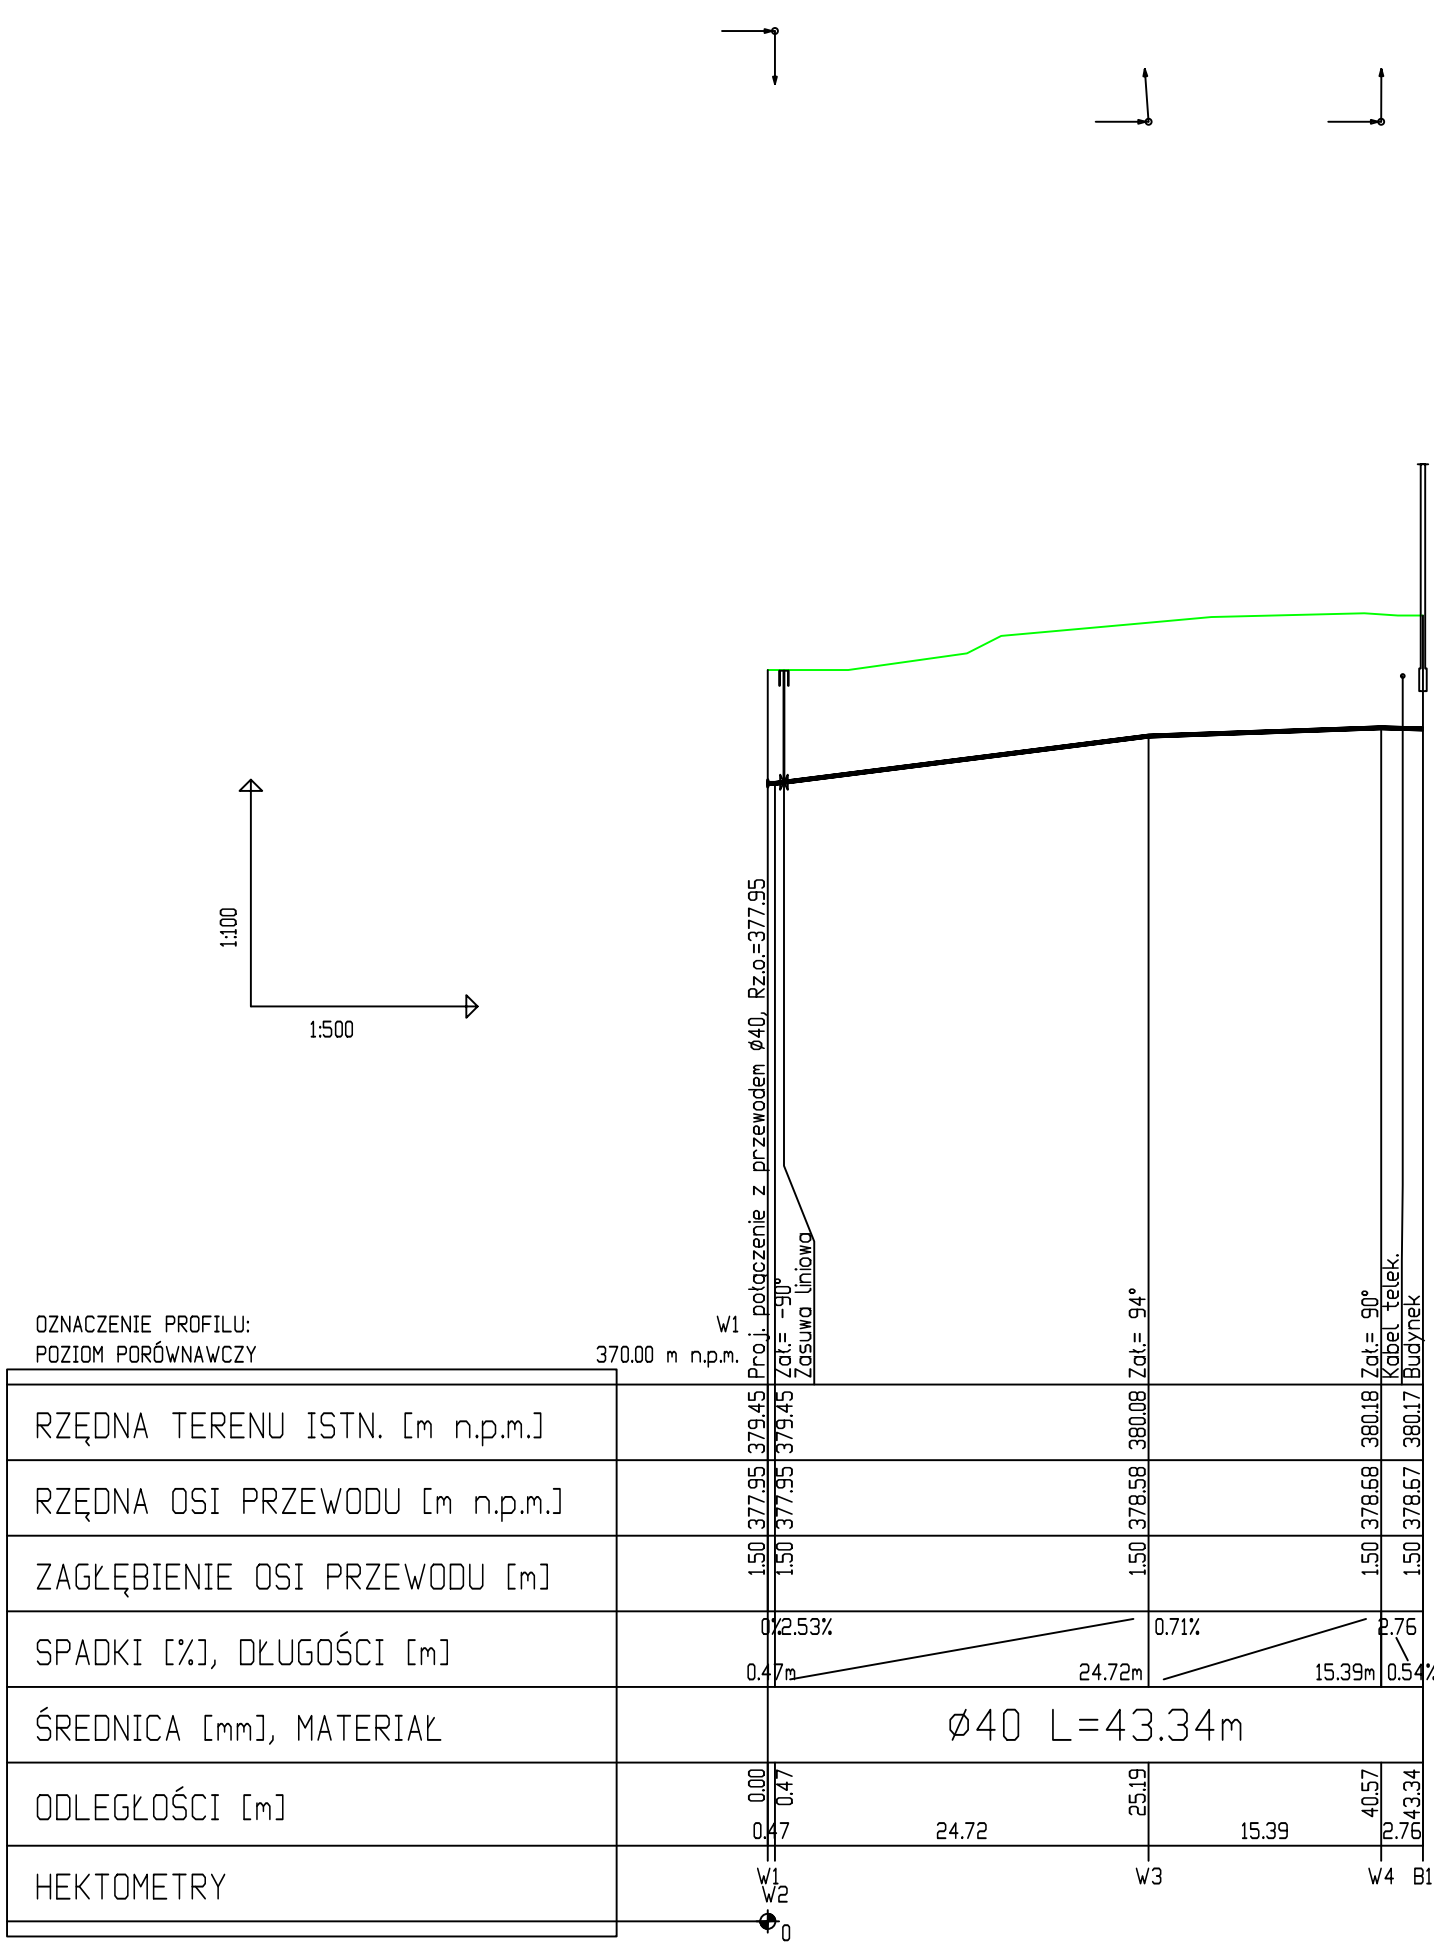 1:100
1:500
Proj. połączenie z przewodem ø40, Rz.o.=377.95
Zał.= -90°
Zasuwa liniowa
Zał.= 94°
Zał.= 90°
Kabel telek.
Budynek
OZNACZENIE PROFILU: W1
POZIOM PORÓWNAWCZY 370.00 m n.p.m.
RZĘDNA TERENU ISTN. [m n.p.m.] 379.45 379.45 380.08 380.18 380.17
RZĘDNA OSI PRZEWODU [m n.p.m.] 377.95 377.95 378.58 378.68 378.67
ZAGŁĘBIENIE OSI PRZEWODU [m] 1.50 1.50 1.50 1.50 1.50
0% 2.53% 0.71% 2.76
SPADKI [%], DŁUGOŚCI [m]
0.47m 24.72m 15.39m 0.54%
ŚREDNICA [mm], MATERIAŁ ø40 L=43.34m
ODLEGŁOŚCI [m] 0.00 0.47 25.19 40.57 43.34
0.47 24.72 15.39 2.76
HEKTOMETRY
W1 W3 W4 B1
W2
0